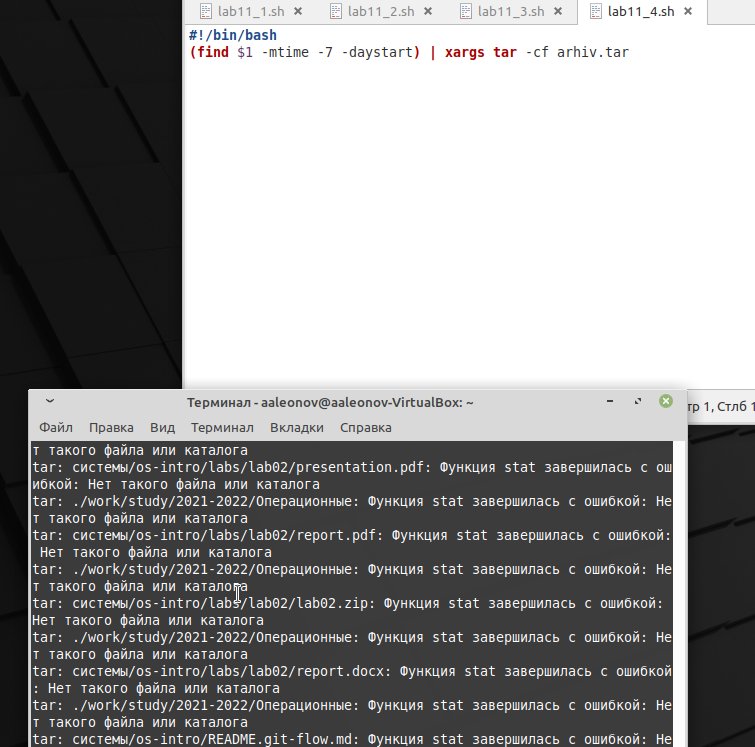 lab11_1.sh ✕ lab11_2.sh ✕ lab11_3.sh ✕ lab11_4.sh ✕
#!/bin/bash
(find $1 -mtime -7 -daystart) | xargs tar -cf arhiv.tar
тр 1, Стлб 1
Терминал - aaleonov@aaleonov-VirtualBox: ~
Файл Правка Вид Терминал Вкладки Справка
т такого файла или каталога
tar: системы/os-intro/labs/lab02/presentation.pdf: Функция stat завершилась с ош
ибкой: Нет такого файла или каталога
tar: ./work/study/2021-2022/Операционные: Функция stat завершилась с ошибкой: Не
т такого файла или каталога
tar: системы/os-intro/labs/lab02/report.pdf: Функция stat завершилась с ошибкой:
 Нет такого файла или каталога
tar: ./work/study/2021-2022/Операционные: Функция stat завершилась с ошибкой: Не
т такого файла или каталога
tar: системы/os-intro/labs/lab02/lab02.zip: Функция stat завершилась с ошибкой:
Нет такого файла или каталога
tar: ./work/study/2021-2022/Операционные: Функция stat завершилась с ошибкой: Не
т такого файла или каталога
tar: системы/os-intro/labs/lab02/report.docx: Функция stat завершилась с ошибкой
: Нет такого файла или каталога
tar: ./work/study/2021-2022/Операционные: Функция stat завершилась с ошибкой: Не
т такого файла или каталога
tar: системы/os-intro/README.git-flow.md: Функция stat завершилась с ошибкой: Не